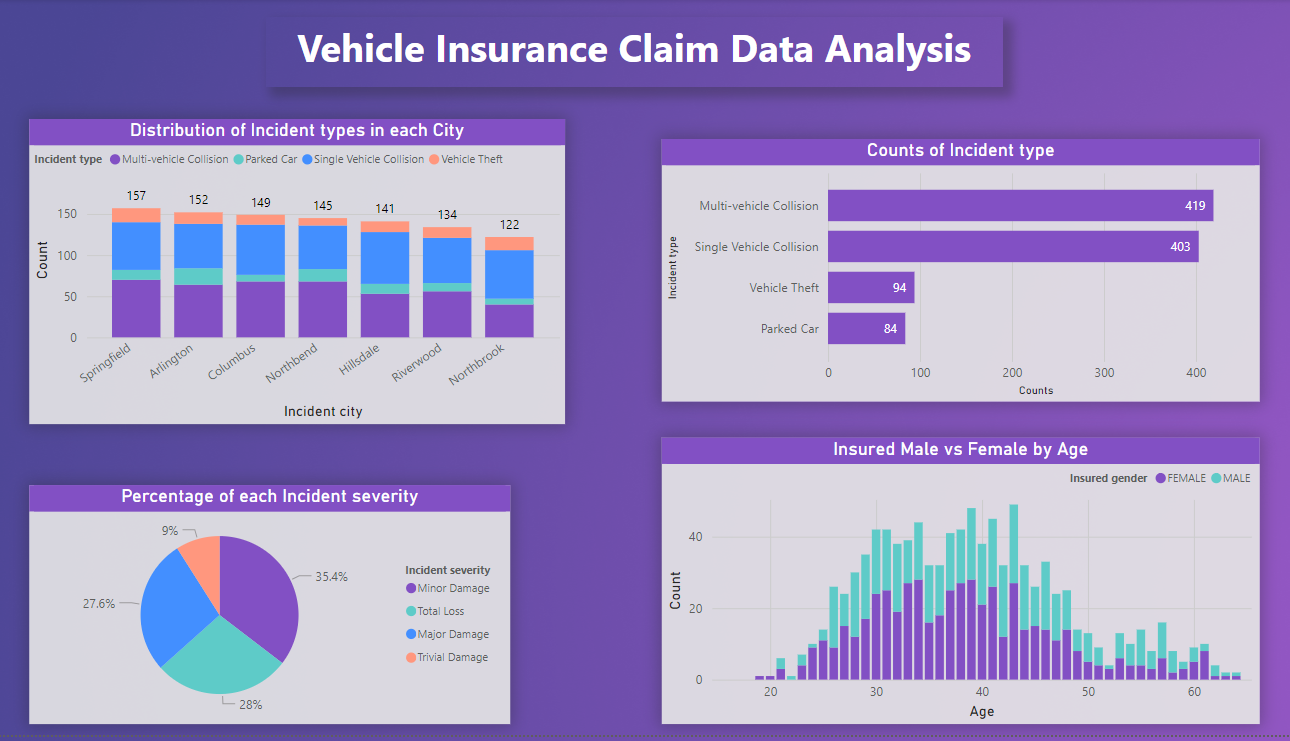 Vehicle Insurance Claim Data Analysis
Distribution of Incident types in each City
Incident type Multi-vehicle Collision Parked Car Single Vehicle Collision Vehicle Theft
157 152 149 145 141 134 122
150
100
50
0
Count
Springfield Arlington Columbus Northbend Hillsdale Riverwood Northbrook
Incident city
Counts of Incident type
Incident type
Multi-vehicle Collision 419
Single Vehicle Collision 403
Vehicle Theft 94
Parked Car 84
0 100 200 300 400
Counts
Percentage of each Incident severity
9%
35.4%
27.6%
28%
Incident severity
Minor Damage
Total Loss
Major Damage
Trivial Damage
Insured Male vs Female by Age
Insured gender FEMALE MALE
40
20
0
Count
20 30 40 50 60
Age